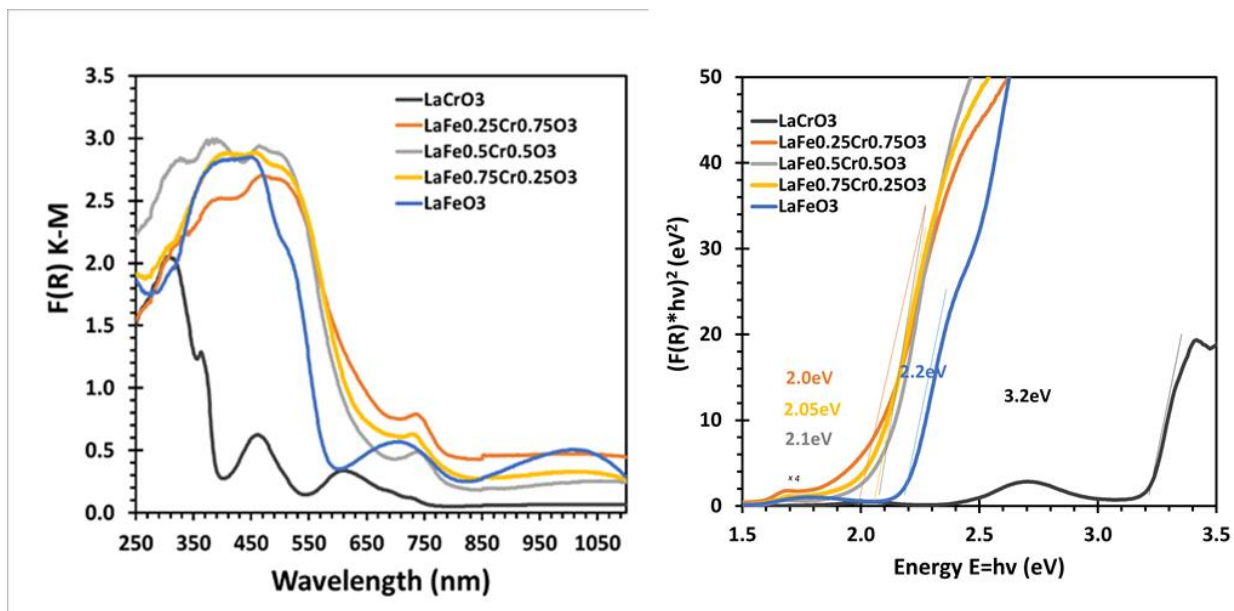 F(R) K-M
3.5
3.0
2.5
2.0
1.5
1.0
0.5
0.0
LaCrO3
LaFe0.25Cr0.75O3
LaFe0.5Cr0.5O3
LaFe0.75Cr0.25O3
LaFeO3
250 350 450 550 650 750 850 950 1050
Wavelength (nm)
(F(R)*hν)² (eV²)
50
40
30
20
10
0
LaCrO3
LaFe0.25Cr0.75O3
LaFe0.5Cr0.5O3
LaFe0.75Cr0.25O3
LaFeO3
2.0eV
2.2eV
3.2eV
2.05eV
2.1eV
x4
1.5 2.0 2.5 3.0 3.5
Energy E=hν (eV)